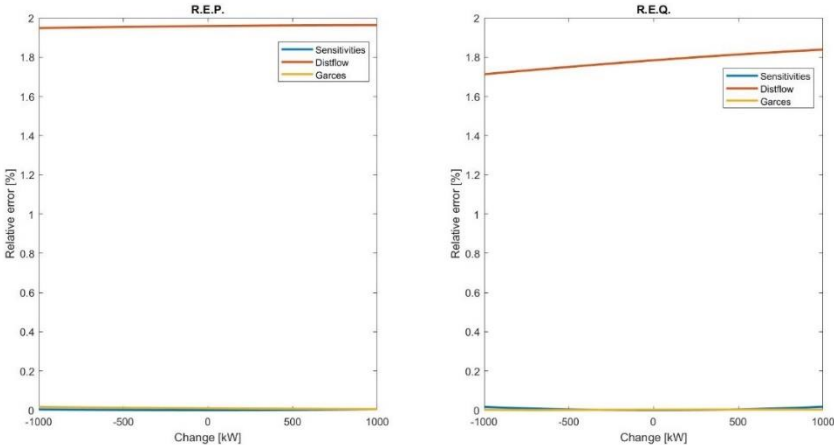 R.E.P.
2
1.8
1.6
1.4
1.2
1
0.8
0.6
0.4
0.2
0
Relative error [%]
Sensitivities
Distflow
Garces
-1000 -500 0 500 1000
Change [kW]
R.E.Q.
2
1.8
1.6
1.4
1.2
1
0.8
0.6
0.4
0.2
0
Relative error [%]
Sensitivities
Distflow
Garces
-1000 -500 0 500 1000
Change [kW]